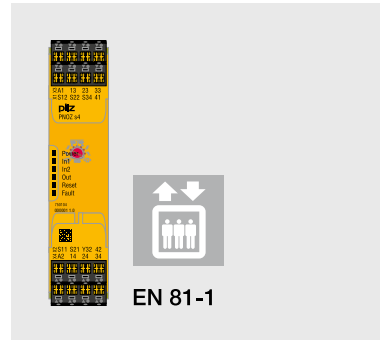 A1 13 23 33
S12 S22 S34 41
pilz
PNOZ s4
Power
In1
In2
Out
Reset
Fault
S11 S21 Y32 42
A2 14 24 34
EN 81-1